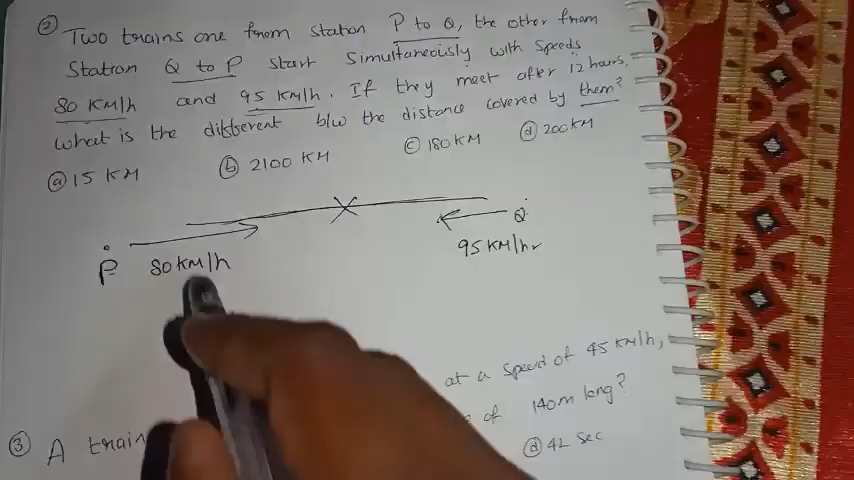 ② Two trains one from station P to Q, the other from
Station Q to P start simultaneously with speeds
80 KM/h and 95 KM/h. If they meet after 12 hours,
what is the different b/w the distance covered by them?
ⓐ 15 KM ⓑ 2100 KM ⓒ 180 KM ⓓ 200 KM
Q
P 80 KM/h 95 KM/hr
at a speed of 45 KM/h,
of 140m long?
③ A train
ⓓ 42 sec